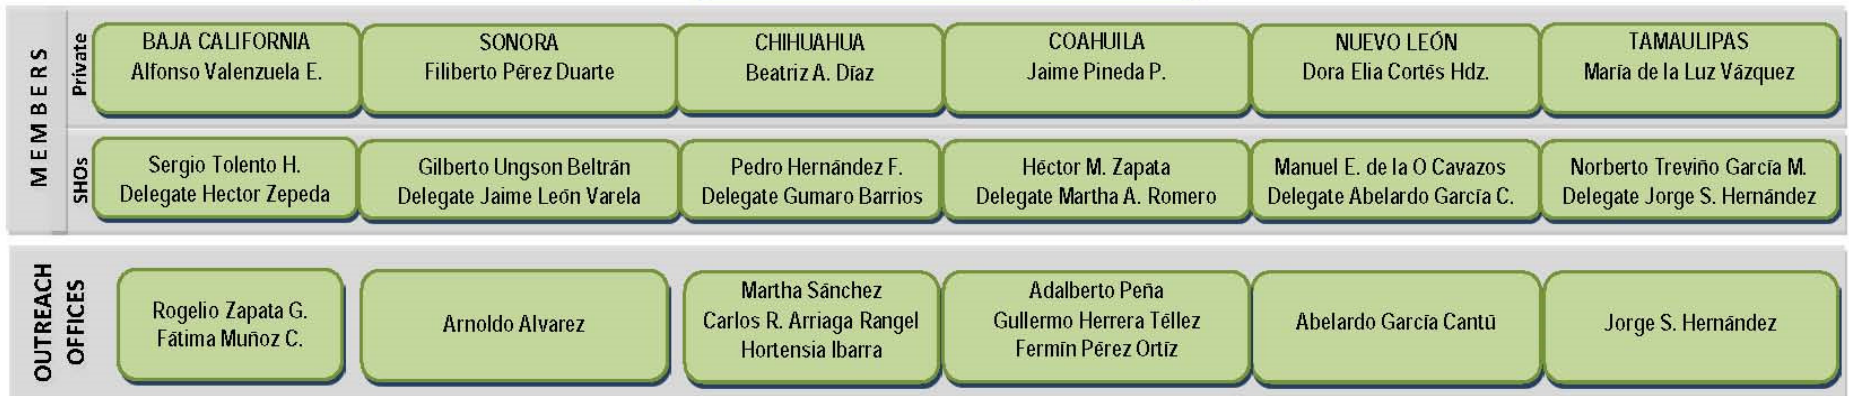 MEMBERS
Private
BAJA CALIFORNIA
Alfonso Valenzuela E.
SONORA
Filiberto Pérez Duarte
CHIHUAHUA
Beatriz A. Díaz
COAHUILA
Jaime Pineda P.
NUEVO LEÓN
Dora Elia Cortés Hdz.
TAMAULIPAS
María de la Luz Vázquez
SHOs
Sergio Tolento H.
Delegate Hector Zepeda
Gilberto Ungson Beltrán
Delegate Jaime León Varela
Pedro Hernández F.
Delegate Gumaro Barrios
Héctor M. Zapata
Delegate Martha A. Romero
Manuel E. de la O Cavazos
Delegate Abelardo García C.
Norberto Treviño García M.
Delegate Jorge S. Hernández
OUTREACH
OFFICES
Rogelio Zapata G.
Fátima Muñoz C.
Arnoldo Alvarez
Martha Sánchez
Carlos R. Arriaga Rangel
Hortensia Ibarra
Adalberto Peña
Gullermo Herrera Téllez
Fermín Pérez Ortíz
Abelardo García Cantú
Jorge S. Hernández